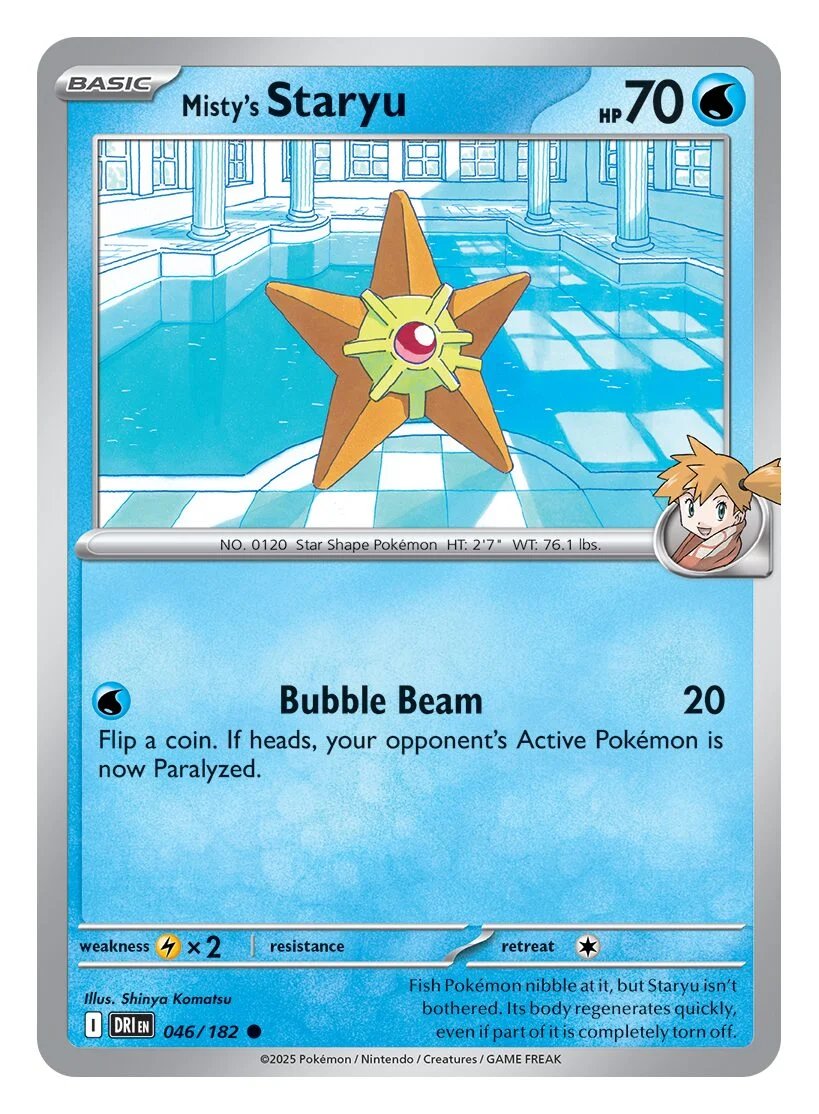 BASIC
Misty's Staryu
HP 70
NO. 0120 Star Shape Pokémon HT: 2'7" WT: 76.1 lbs.
Bubble Beam 20
Flip a coin. If heads, your opponent's Active Pokémon is
now Paralyzed.
weakness × 2 resistance retreat
Illus. Shinya Komatsu
I DRI EN 046/182
Fish Pokémon nibble at it, but Staryu isn't
bothered. Its body regenerates quickly,
even if part of it is completely torn off.
©2025 Pokémon / Nintendo / Creatures / GAME FREAK